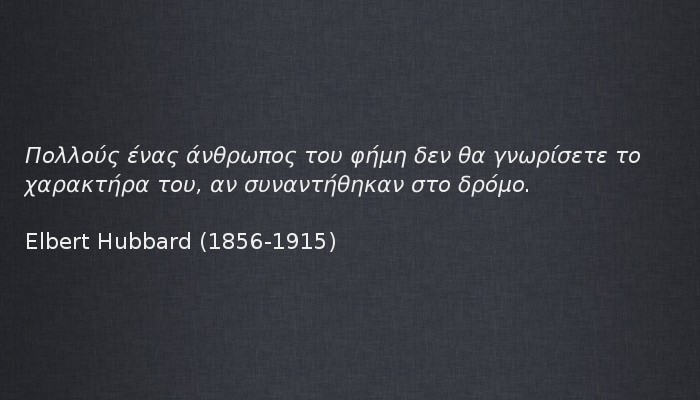 Πολλούς ένας άνθρωπος του φήμη δεν θα γνωρίσετε το
χαρακτήρα του, αν συναντήθηκαν στο δρόμο.
Elbert Hubbard (1856-1915)